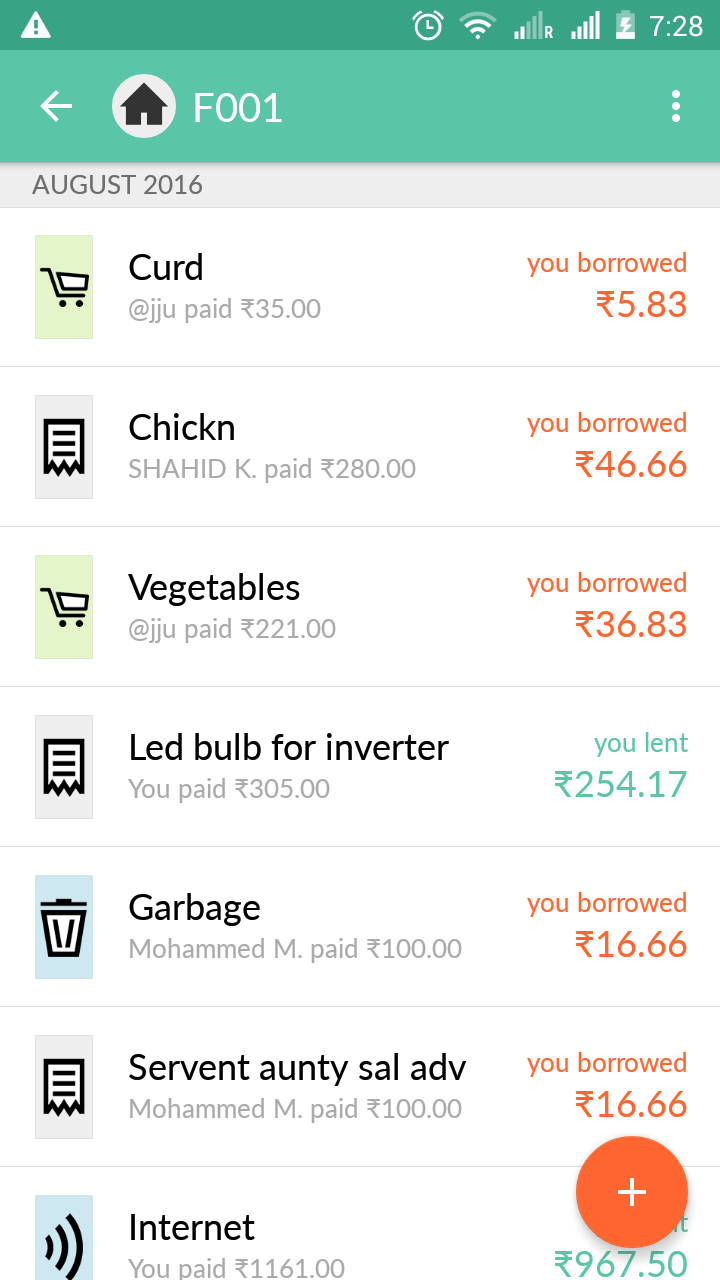 R 7:28
F001
AUGUST 2016
Curd
you borrowed
@jju paid ₹35.00
₹5.83
Chickn
you borrowed
SHAHID K. paid ₹280.00
₹46.66
Vegetables
you borrowed
@jju paid ₹221.00
₹36.83
Led bulb for inverter
you lent
You paid ₹305.00
₹254.17
Garbage
you borrowed
Mohammed M. paid ₹100.00
₹16.66
Servent aunty sal adv
you borrowed
Mohammed M. paid ₹100.00
₹16.66
Internet
You paid ₹1161.00
₹967.50